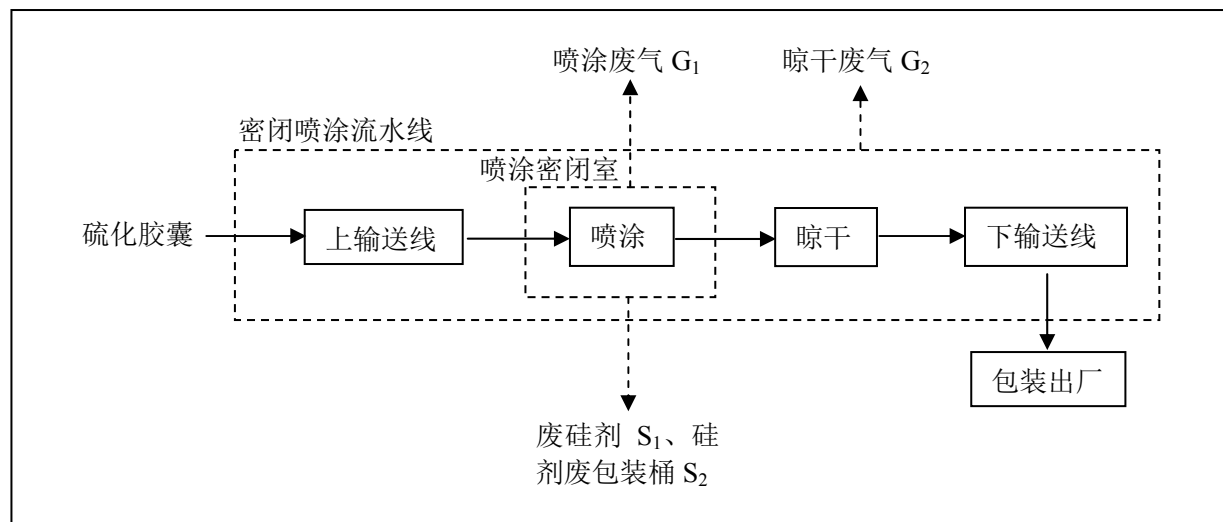 喷涂废气 G₁
晾干废气 G₂
密闭喷涂流水线
喷涂密闭室
硫化胶囊
上输送线
喷涂
晾干
下输送线
包装出厂
废硅剂 S₁、硅
剂废包装桶 S₂